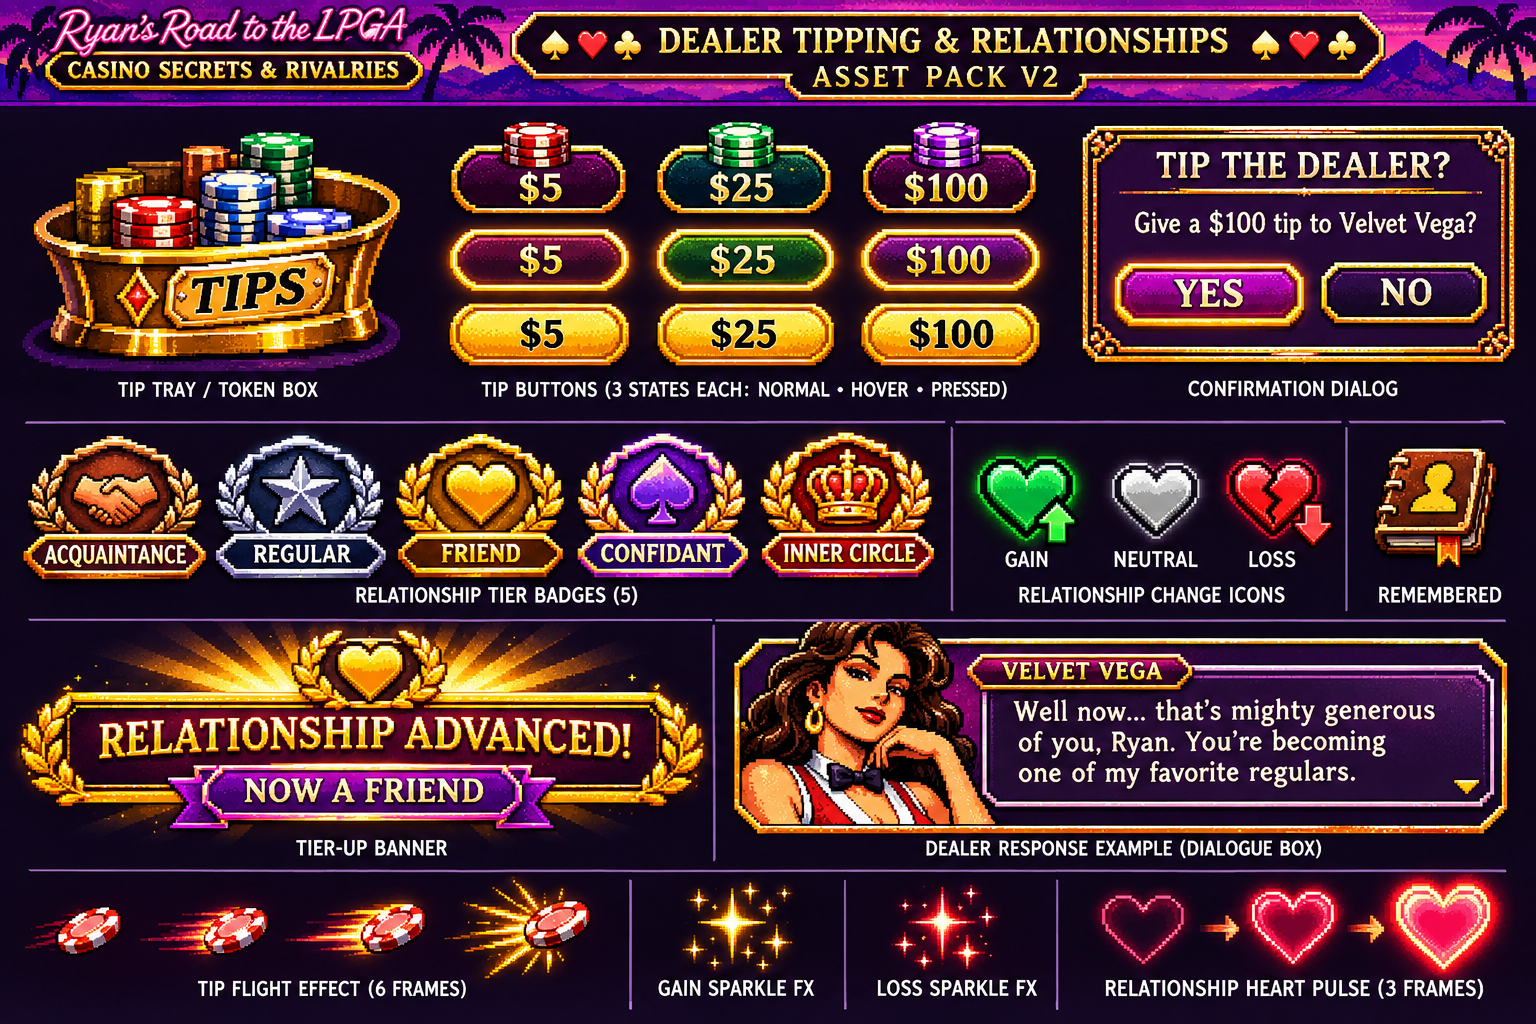 Ryan's Road to the LPGA
CASINO SECRETS & RIVALRIES
DEALER TIPPING & RELATIONSHIPS
ASSET PACK V2
TIPS
TIP TRAY / TOKEN BOX
$5 $25 $100
$5 $25 $100
$5 $25 $100
TIP BUTTONS (3 STATES EACH: NORMAL • HOVER • PRESSED)
TIP THE DEALER?
Give a $100 tip to Velvet Vega?
YES NO
CONFIRMATION DIALOG
ACQUAINTANCE REGULAR FRIEND CONFIDANT INNER CIRCLE
RELATIONSHIP TIER BADGES (5)
GAIN NEUTRAL LOSS
RELATIONSHIP CHANGE ICONS
REMEMBERED
RELATIONSHIP ADVANCED!
NOW A FRIEND
TIER-UP BANNER
VELVET VEGA
Well now... that's mighty generous
of you, Ryan. You're becoming
one of my favorite regulars.
DEALER RESPONSE EXAMPLE (DIALOGUE BOX)
TIP FLIGHT EFFECT (6 FRAMES)
GAIN SPARKLE FX
LOSS SPARKLE FX
RELATIONSHIP HEART PULSE (3 FRAMES)